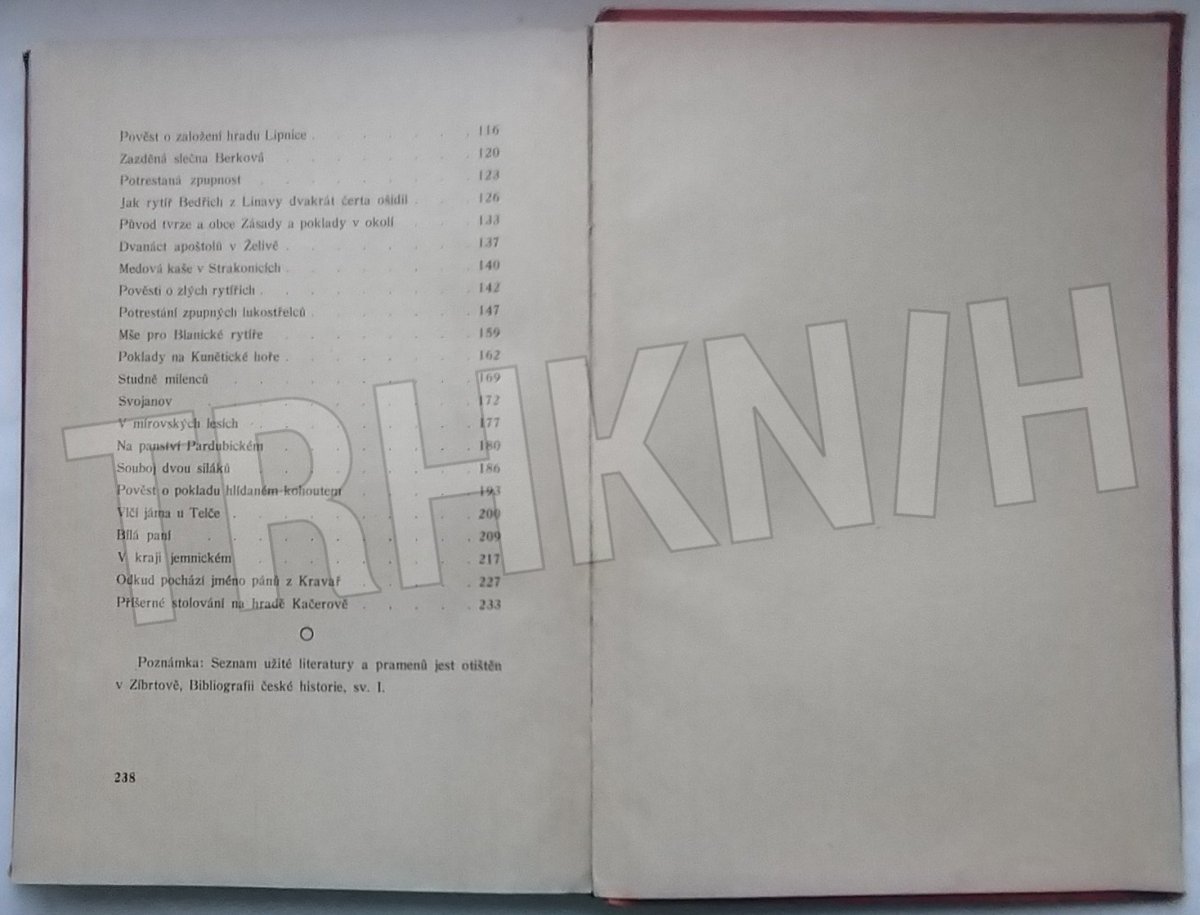 Pověst o založení hradu Lipnice . . . . . . . 116
Zazděná slečna Berková . . . . . . . . 120
Potrestaná zpupnost . . . . . . . . . 123
Jak rytíř Bedřich z Linavy dvakrát čerta ošidil . . . 126
Původ tvrze a obce Zásady a poklady v okolí . . . 133
Dvanáct apoštolů v Želivě . . . . . . . . 137
Medová kaše v Strakonicích . . . . . . . . 140
Pověsti o zlých rytířích . . . . . . . . . 142
Potrestání zpupných lukostřelců . . . . . . . 147
Mše pro Blanické rytíře . . . . . . . . 159
Poklady na Kunětické hoře . . . . . . . . 162
Studně milenců . . . . . . . . . . 169
Svojanov . . . . . . . . . . . 172
V mírovských lesích . . . . . . . . . 177
Na panství Pardubickém . . . . . . . . 180
Souboj dvou siláků . . . . . . . . . 186
Pověst o pokladu hlídaném kohoutem . . . . . 193
Vlčí jáma u Telče . . . . . . . . . . 200
Bílá paní . . . . . . . . . . . 209
V kraji jemnickém . . . . . . . . . 217
Odkud pochází jméno pánů z Kravař . . . . . 227
Příšerné stolování na hradě Kačerově . . . . . 233
Poznámka: Seznam užité literatury a pramenů jest otištěn
v Zíbrtově, Bibliografii české historie, sv. I.
238
TRHKNIH